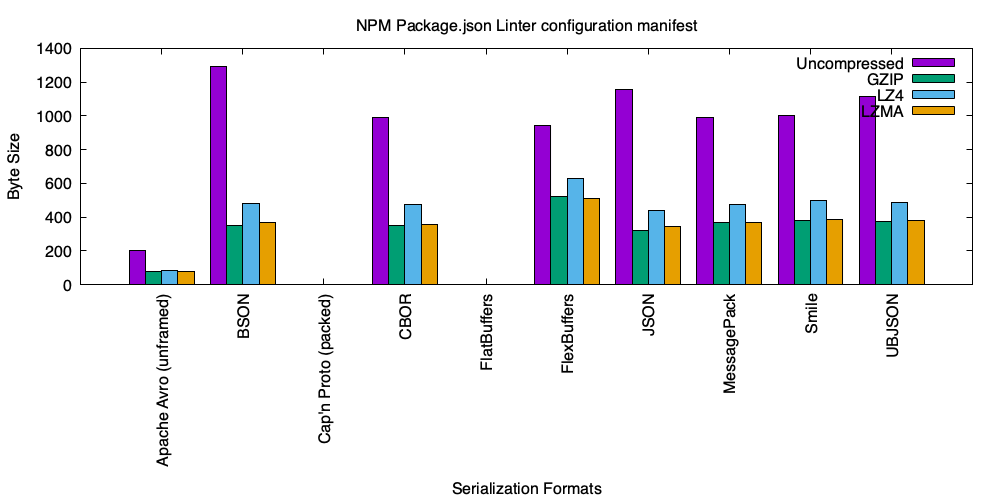 NPM Package.json Linter configuration manifest
1400
1200
1000
800
600
400
200
0
Byte Size
Uncompressed
GZIP
LZ4
LZMA
Apache Avro (unframed)
BSON
Cap'n Proto (packed)
CBOR
FlatBuffers
FlexBuffers
JSON
MessagePack
Smile
UBJSON
Serialization Formats